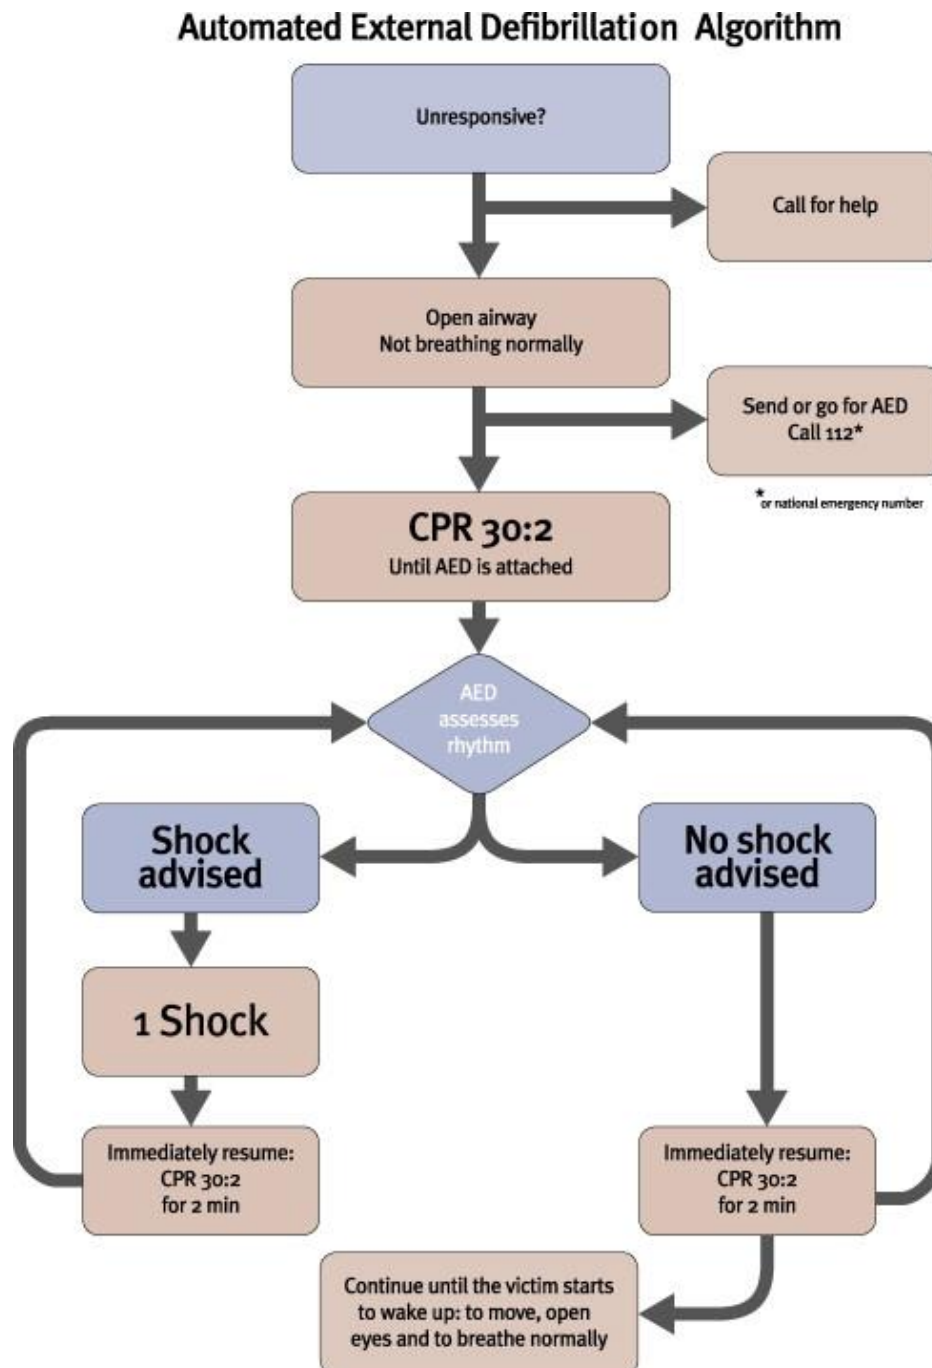 Automated External Defibrillation Algorithm
Unresponsive?
Call for help
Open airway
Not breathing normally
Send or go for AED
Call 112*
*or national emergency number
CPR 30:2
Until AED is attached
AED
assesses
rhythm
Shock
advised
No shock
advised
1 Shock
Immediately resume:
CPR 30:2
for 2 min
Immediately resume:
CPR 30:2
for 2 min
Continue until the victim starts
to wake up: to move, open
eyes and to breathe normally